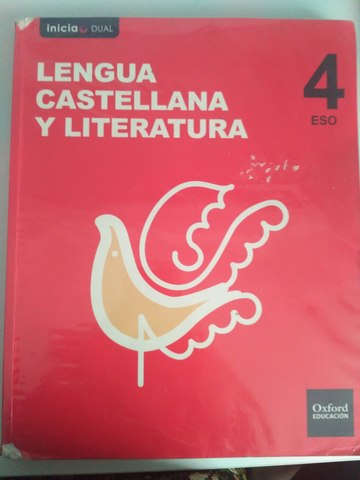 inicia DUAL
LENGUA
CASTELLANA
Y LITERATURA
4
ESO
Oxford
EDUCACIÓN